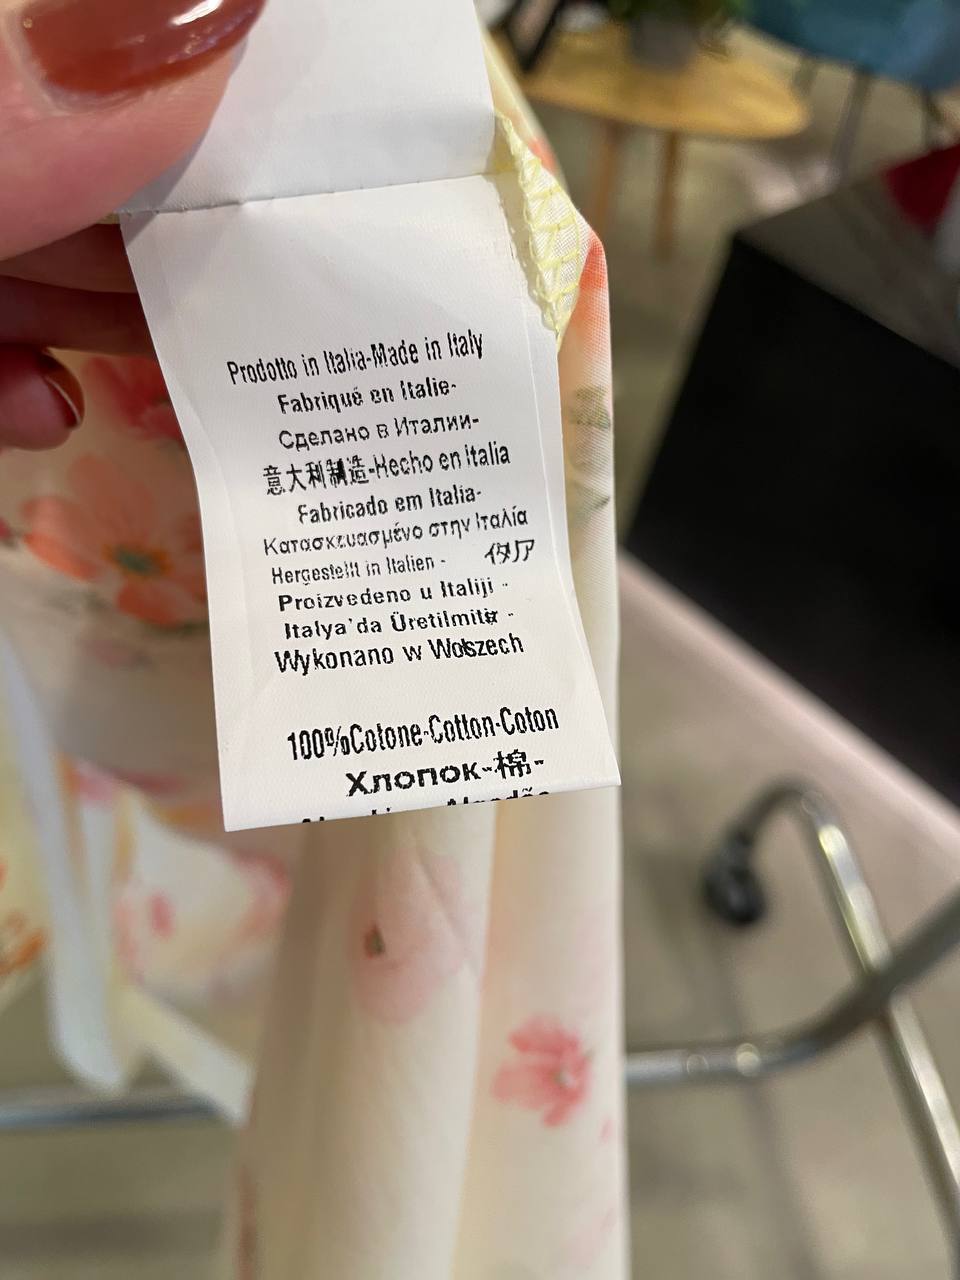 Prodotto in Italia-Made in Italy
Fabriqué en Italie-
Сделано в Италии-
意大利制造-Hecho en Italia
Fabricado em Italia-
Κατασκευασμένο στην Ιταλία
Hergestellt in Italien - イタリア
Proizvedeno u Italiji -
Italya'da Üretilmiştir -
Wykonano w Wołszech
100%Cotone-Cotton-Coton
Хлопок-棉-